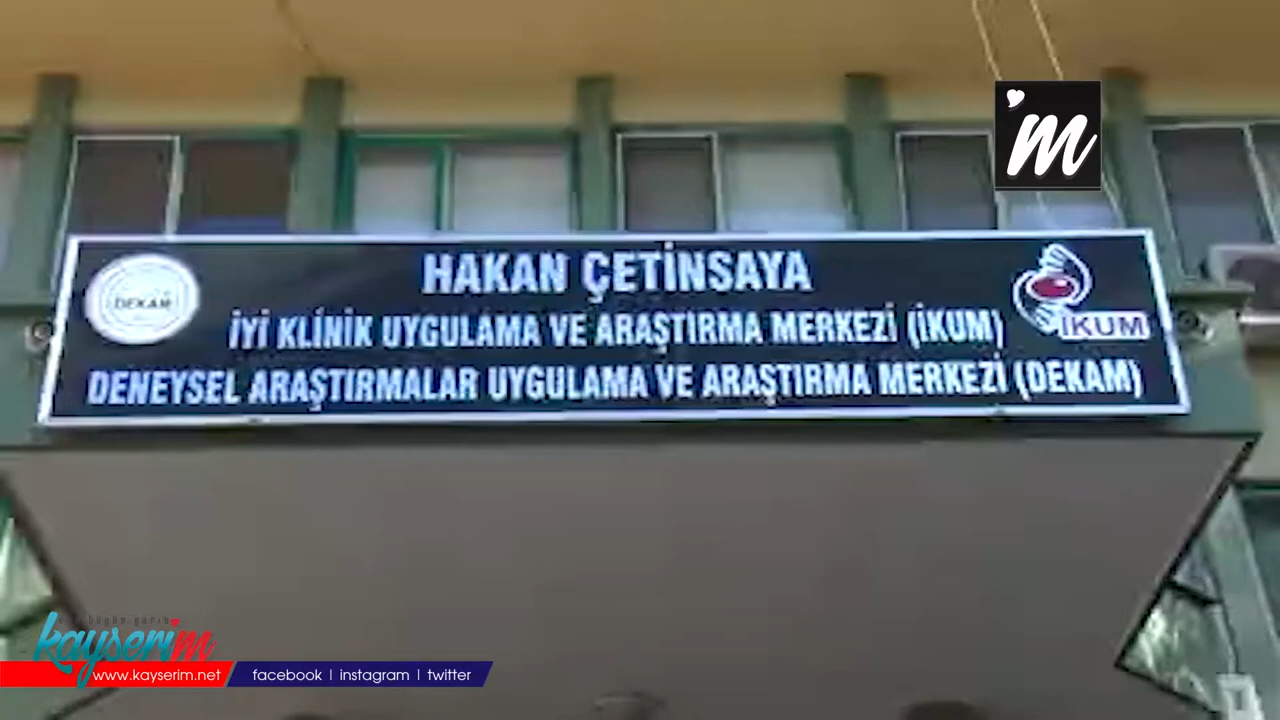 'm
HAKAN ÇETİNSAYA
DEKAM
İYİ KLİNİK UYGULAMA VE ARAŞTIRMA MERKEZİ (İKUM)
İKUM
DENEYSEL ARAŞTIRMALAR UYGULAMA VE ARAŞTIRMA MERKEZİ (DEKAM)
kayserim
www.kayserim.net
facebook | instagram | twitter